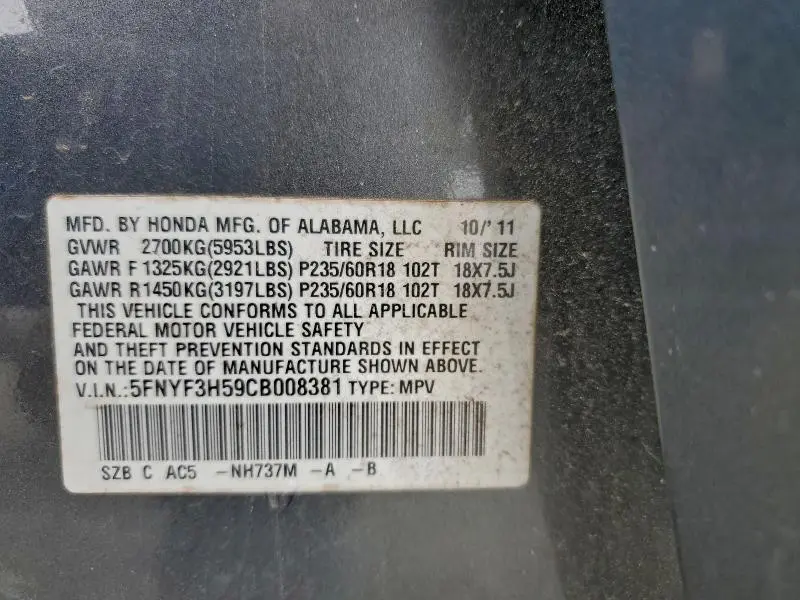 MFD. BY HONDA MFG. OF ALABAMA, LLC 10/'11
GVWR 2700KG(5953LBS) TIRE SIZE RIM SIZE
GAWR F 1325KG(2921LBS) P235/60R18 102T 18X7.5J
GAWR R1450KG(3197LBS) P235/60R18 102T 18X7.5J
THIS VEHICLE CONFORMS TO ALL APPLICABLE
FEDERAL MOTOR VEHICLE SAFETY
AND THEFT PREVENTION STANDARDS IN EFFECT
ON THE DATE OF MANUFACTURE SHOWN ABOVE.
V.I.N.:5FNYF3H59CB008381 TYPE: MPV
SZB C AC5 -NH737M -A -B